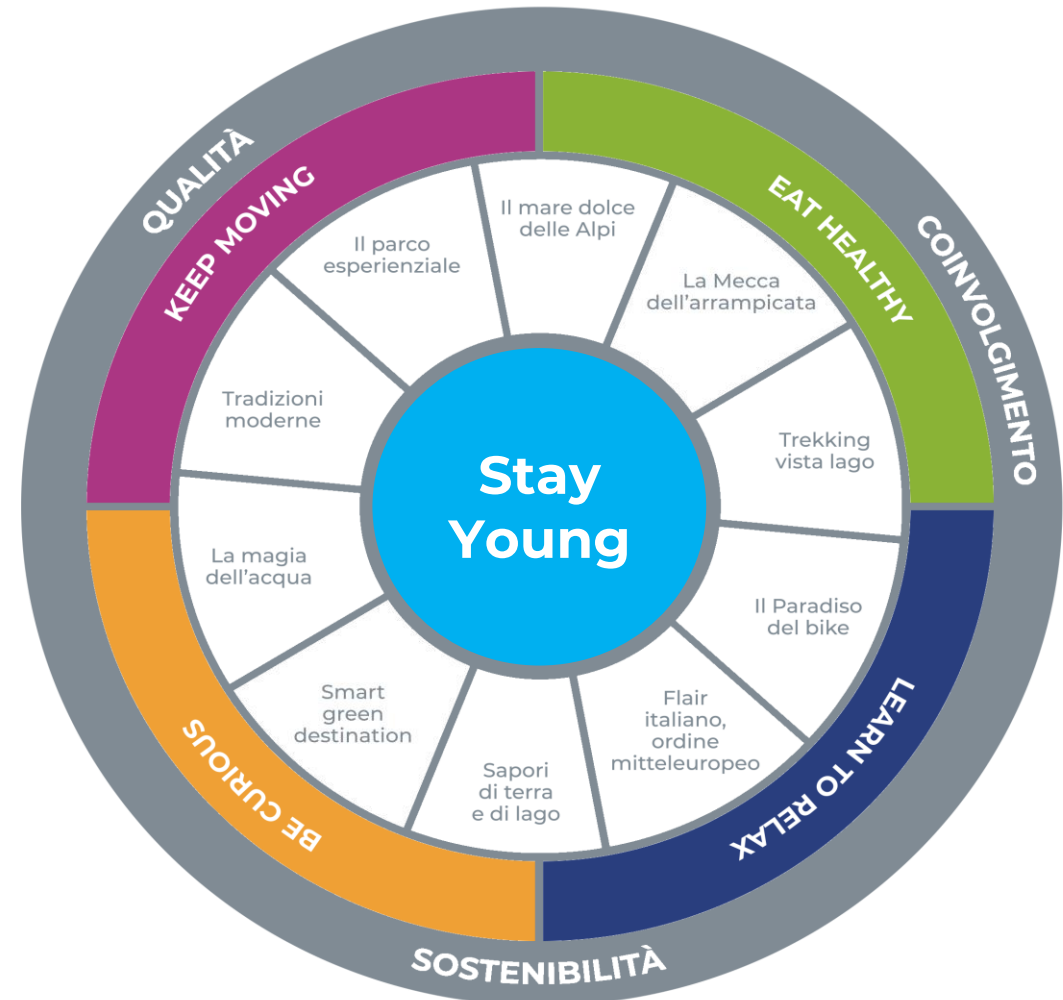 QUALITÀ
COINVOLGIMENTO
SOSTENIBILITÀ
KEEP MOVING
EAT HEALTHY
LEARN TO RELAX
BE CURIOUS
Il mare dolce
delle Alpi
La Mecca
dell’arrampicata
Trekking
vista lago
Il Paradiso
del bike
Flair
italiano,
ordine
mitteleuropeo
Sapori
di terra
e di lago
Smart
green
destination
La magia
dell’acqua
Tradizioni
moderne
Il parco
esperienziale
Stay
Young